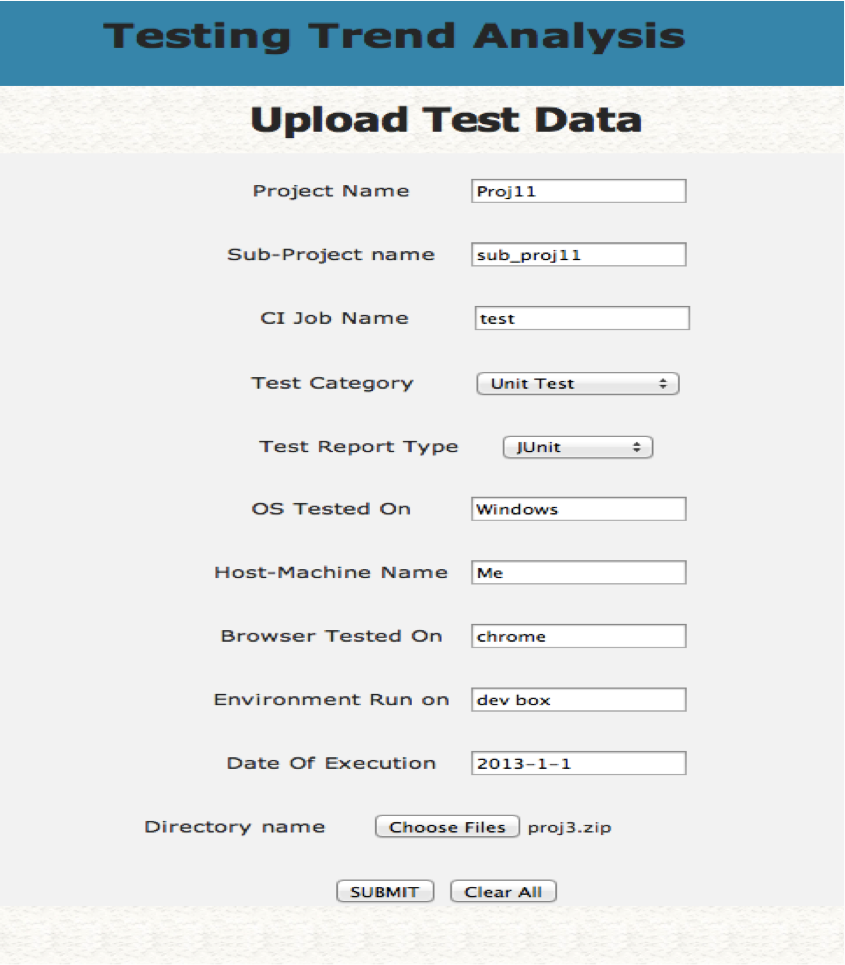 Testing Trend Analysis
Upload Test Data
Project Name Proj11
Sub-Project name sub_proj11
CI Job Name test
Test Category Unit Test
Test Report Type JUnit
OS Tested On Windows
Host-Machine Name Me
Browser Tested On chrome
Environment Run on dev box
Date Of Execution 2013-1-1
Directory name Choose Files proj3.zip
SUBMIT Clear All